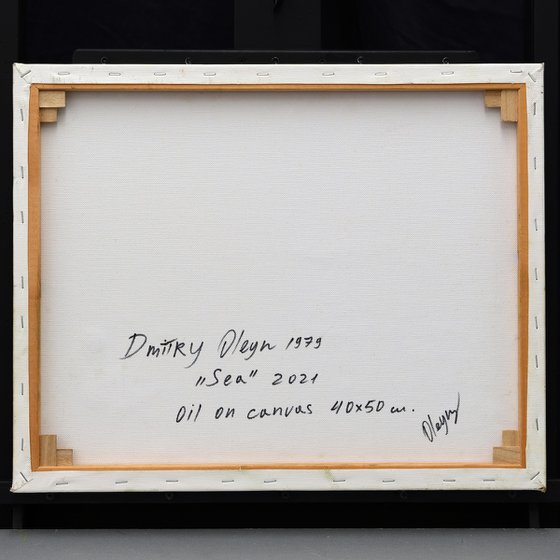 Dmitry Oleyn 1979
„Sea" 2021
Oil on canvas 40x50 cm.
Oleyn